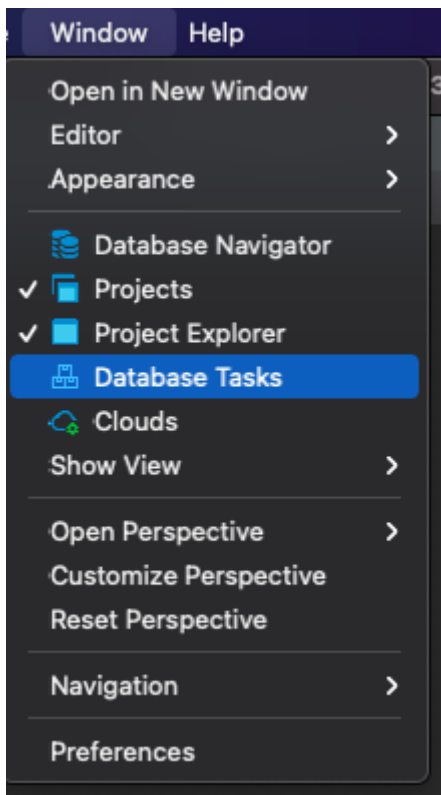 Window Help
Open in New Window
Editor
Appearance
Database Navigator
Projects
Project Explorer
Database Tasks
Clouds
Show View
Open Perspective
Customize Perspective
Reset Perspective
Navigation
Preferences